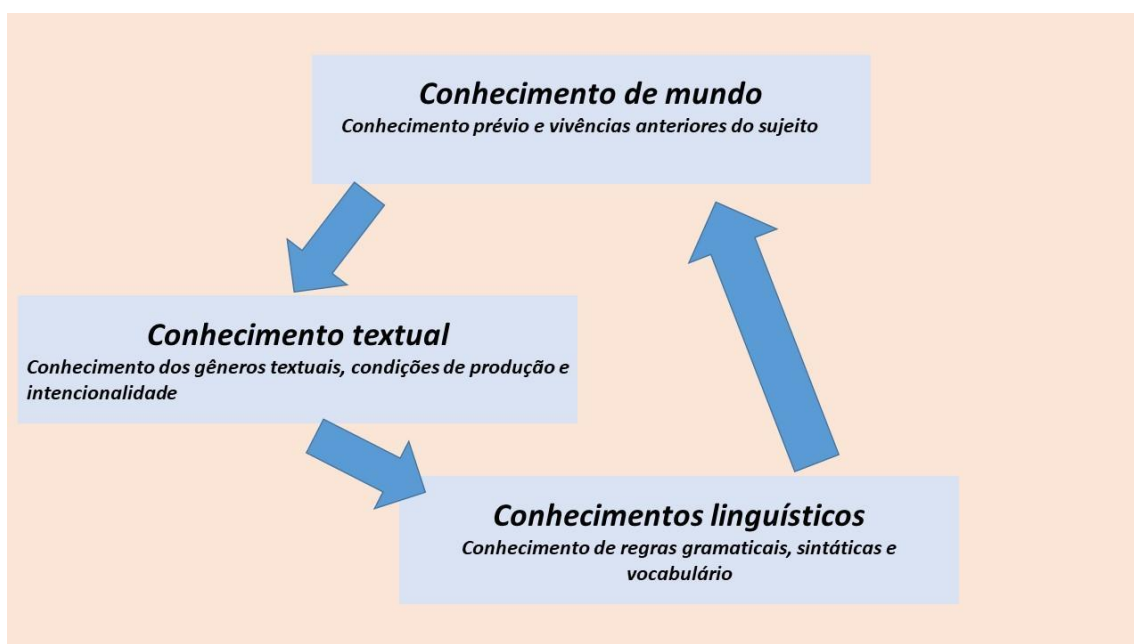 Conhecimento de mundo
Conhecimento prévio e vivências anteriores do sujeito
Conhecimento textual
Conhecimento dos gêneros textuais, condições de produção e
intencionalidade
Conhecimentos linguísticos
Conhecimento de regras gramaticais, sintáticas e
vocabulário